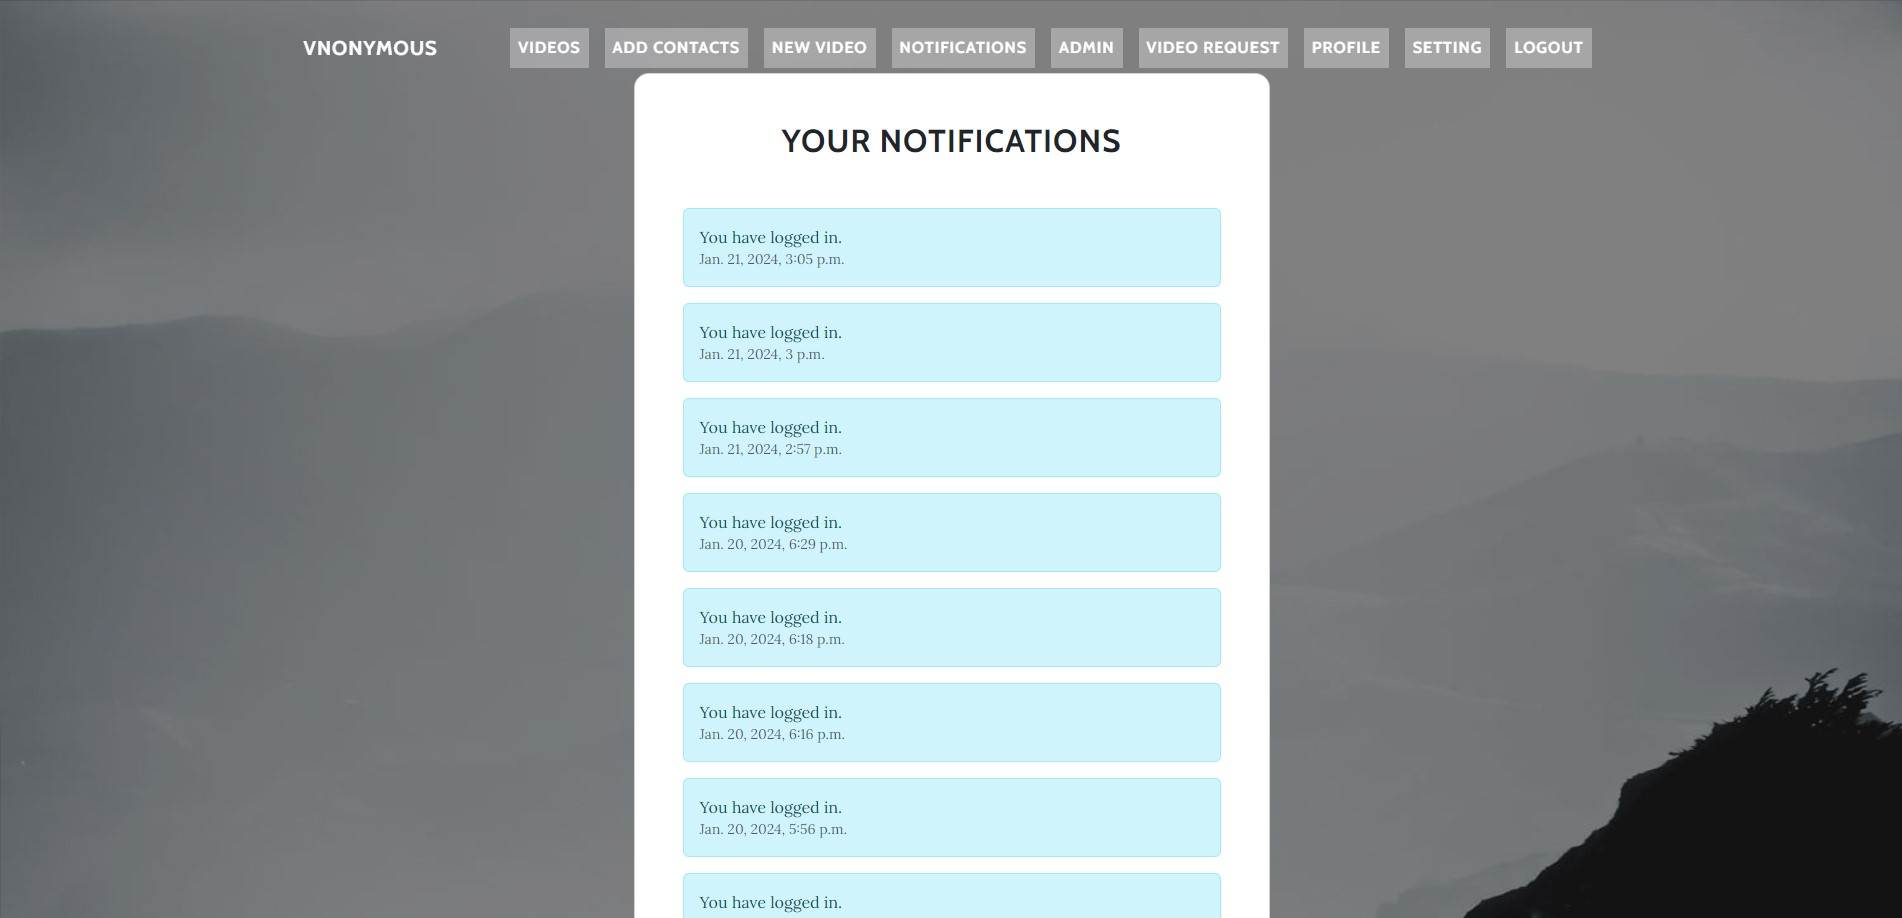 VNONYMOUS
VIDEOS ADD CONTACTS NEW VIDEO NOTIFICATIONS ADMIN VIDEO REQUEST PROFILE SETTING LOGOUT
YOUR NOTIFICATIONS
You have logged in.
Jan. 21, 2024, 3:05 p.m.
You have logged in.
Jan. 21, 2024, 3 p.m.
You have logged in.
Jan. 21, 2024, 2:57 p.m.
You have logged in.
Jan. 20, 2024, 6:29 p.m.
You have logged in.
Jan. 20, 2024, 6:18 p.m.
You have logged in.
Jan. 20, 2024, 6:16 p.m.
You have logged in.
Jan. 20, 2024, 5:56 p.m.
You have logged in.